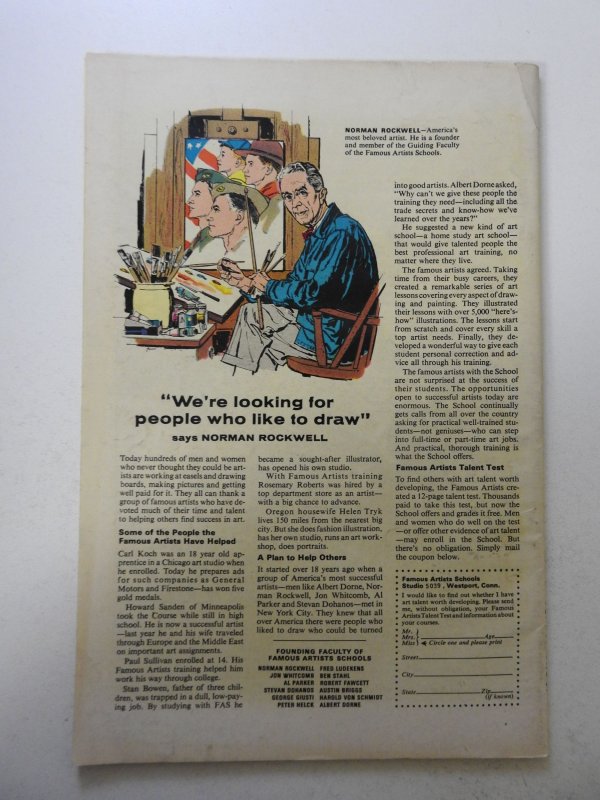 NORMAN ROCKWELL—America's
most beloved artist. He is a founder
and member of the Guiding Faculty
of the Famous Artists Schools.
"We're looking for
people who like to draw"
says NORMAN ROCKWELL
Today hundreds of men and women
who never thought they could be art-
ists are working at easels and drawing
boards, making pictures and getting
well paid for it. They all can thank a
group of famous artists who have de-
voted much of their time and talent
to helping others find success in art.
Some of the People the
Famous Artists Have Helped
Carl Koch was an 18 year old ap-
prentice in a Chicago art studio when
he enrolled. Today he prepares ads
for such companies as General
Motors and Firestone—has won five
gold medals.
Howard Sanden of Minneapolis
took the Course while still in high
school. He is now a successful artist
—last year he and his wife traveled
through Europe and the Middle East
on important art assignments.
Paul Sullivan enrolled at 14. His
Famous Artists training helped him
work his way through college.
Stan Bowen, father of three chil-
dren, was trapped in a dull, low-pay-
ing job. By studying with FAS he
became a sought-after illustrator,
has opened his own studio.
With Famous Artists training
Rosemary Roberts was hired by a
top department store as an artist—
with a big chance to advance.
Oregon housewife Helen Tryk
lives 150 miles from the nearest big
city. But she does fashion illustration,
has her own studio, runs an art work-
shop, does portraits.
A Plan to Help Others
It started over 18 years ago when a
group of America's most successful
artists—men like Albert Dorne, Nor-
man Rockwell, Jon Whitcomb, Al
Parker and Stevan Dohanos—met in
New York City. They knew that all
over America there were people who
liked to draw who could be turned
FOUNDING FACULTY OF
FAMOUS ARTISTS SCHOOLS
NORMAN ROCKWELL FRED LUDEKENS
JON WHITCOMB BEN STAHL
AL PARKER ROBERT FAWCETT
STEVAN DOHANOS AUSTIN BRIGGS
GEORGE GIUSTI HAROLD VON SCHMIDT
PETER HELCK ALBERT DORNE
into good artists. Albert Dorne asked,
"Why can't we give these people the
training they need—including all the
trade secrets and know-how we've
learned over the years?"
He suggested a new kind of art
school—a home study art school—
that would give talented people the
best professional art training, no
matter where they live.
The famous artists agreed. Taking
time from their busy careers, they
created a remarkable series of art
lessons covering every aspect of draw-
ing and painting. They illustrated
their lessons with over 5,000 "here's-
how" illustrations. The lessons start
from scratch and cover every skill a
top artist needs. Finally, they de-
veloped a wonderful way to give each
student personal correction and ad-
vice all through his training.
The famous artists with the School
are not surprised at the success of
their students. The opportunities
open to successful artists today are
enormous. The School continually
gets calls from all over the country
asking for practical well-trained stu-
dents—not geniuses—who can step
into full-time or part-time art jobs.
And practical, thorough training is
what the School offers.
Famous Artists Talent Test
To find others with art talent worth
developing, the Famous Artists cre-
ated a 12-page talent test. Thousands
paid to take this test, but now the
School offers and grades it free. Men
and women who do well on the test
—or offer other evidence of art talent
—may enroll in the School. But
there's no obligation. Simply mail
the coupon below.
Famous Artists Schools
Studio 5039, Westport, Conn.
I would like to find out whether I have
art talent worth developing. Please send
me, without obligation, your Famous
Artists Talent Test and information about
your courses.
Mr.
Mrs. Age
Miss Circle one and please print
Street
City
State Zip
(if known)